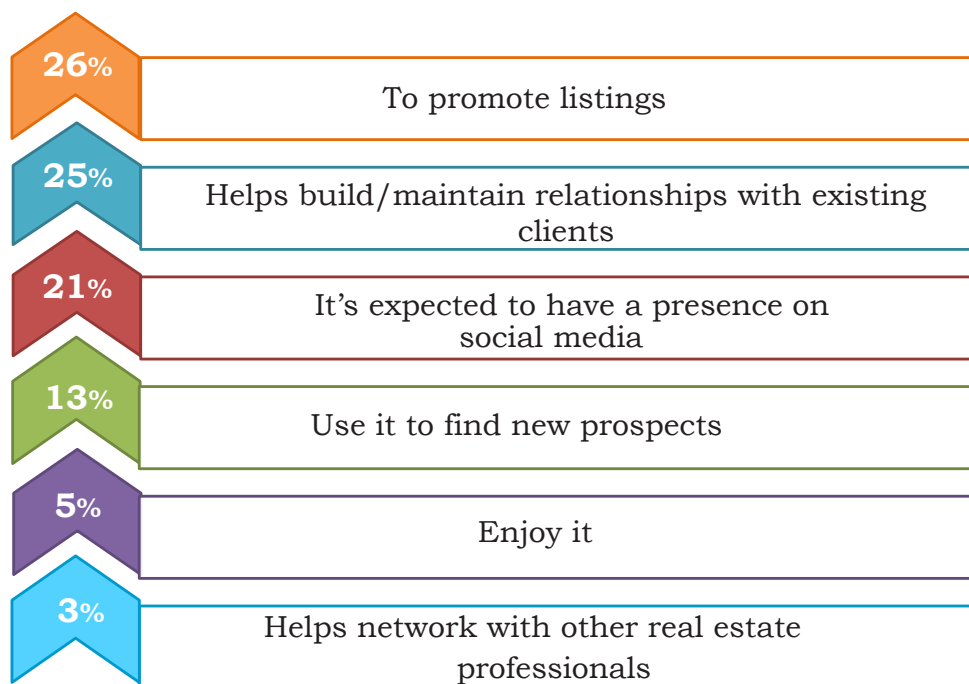 26%
To promote listings
25%
Helps build/maintain relationships with existing
clients
21%
It's expected to have a presence on
social media
13%
Use it to find new prospects
5%
Enjoy it
3%
Helps network with other real estate
professionals